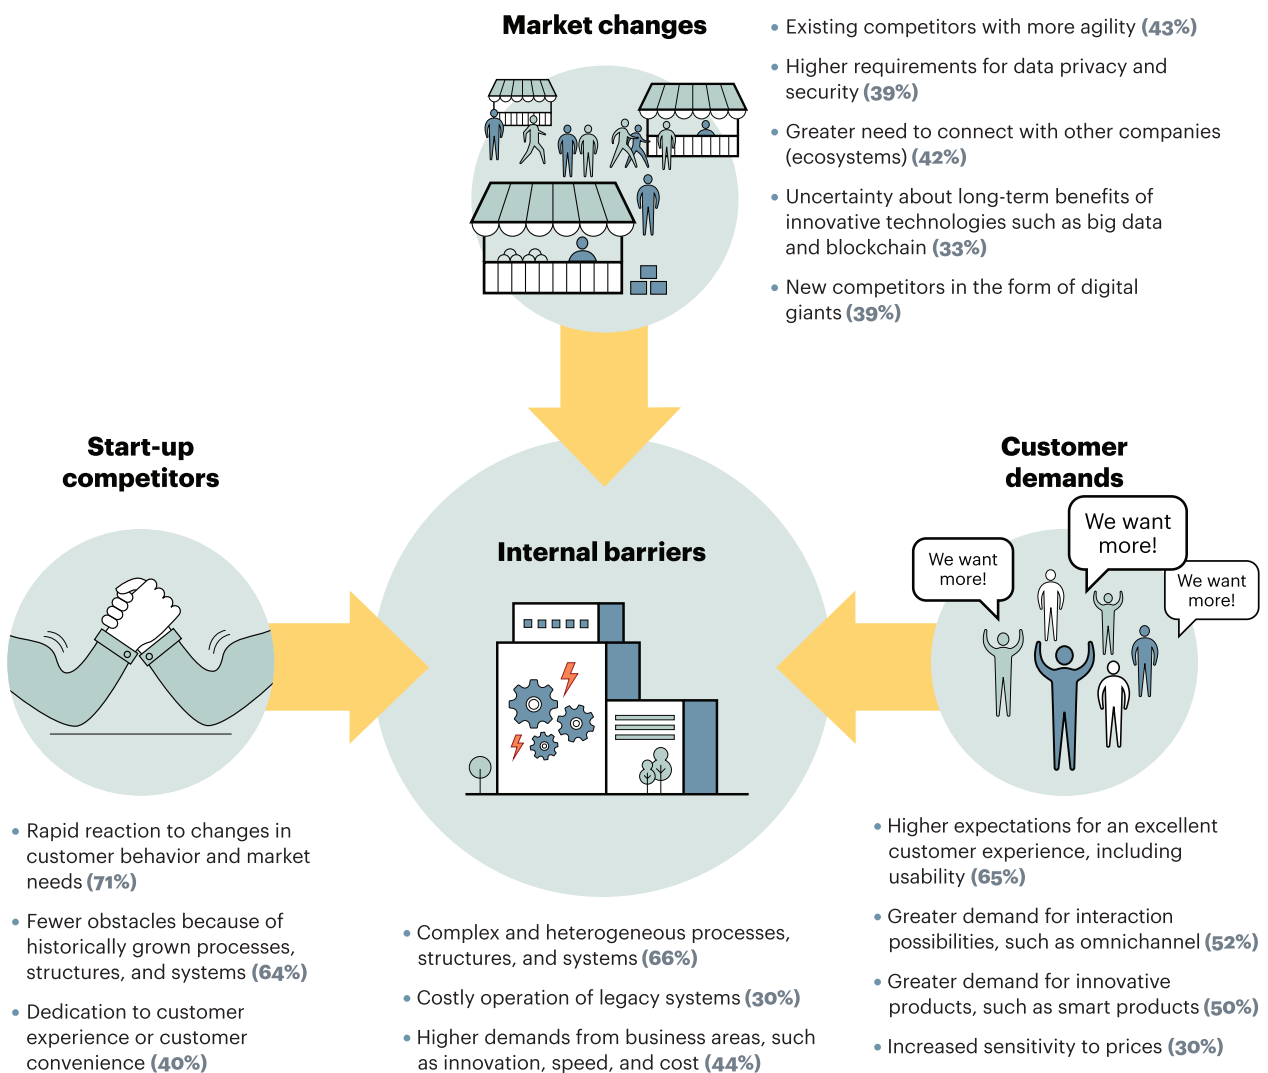 Market changes
• Existing competitors with more agility (43%)
• Higher requirements for data privacy and
security (39%)
• Greater need to connect with other companies
(ecosystems) (42%)
• Uncertainty about long-term benefits of
innovative technologies such as big data
and blockchain (33%)
• New competitors in the form of digital
giants (39%)
Start-up
competitors
• Rapid reaction to changes in
customer behavior and market
needs (71%)
• Fewer obstacles because of
historically grown processes,
structures, and systems (64%)
• Dedication to customer
experience or customer
convenience (40%)
Internal barriers
• Complex and heterogeneous processes,
structures, and systems (66%)
• Costly operation of legacy systems (30%)
• Higher demands from business areas, such
as innovation, speed, and cost (44%)
Customer
demands
We want
more!
We want
more!
We want
more!
• Higher expectations for an excellent
customer experience, including
usability (65%)
• Greater demand for interaction
possibilities, such as omnichannel (52%)
• Greater demand for innovative
products, such as smart products (50%)
• Increased sensitivity to prices (30%)